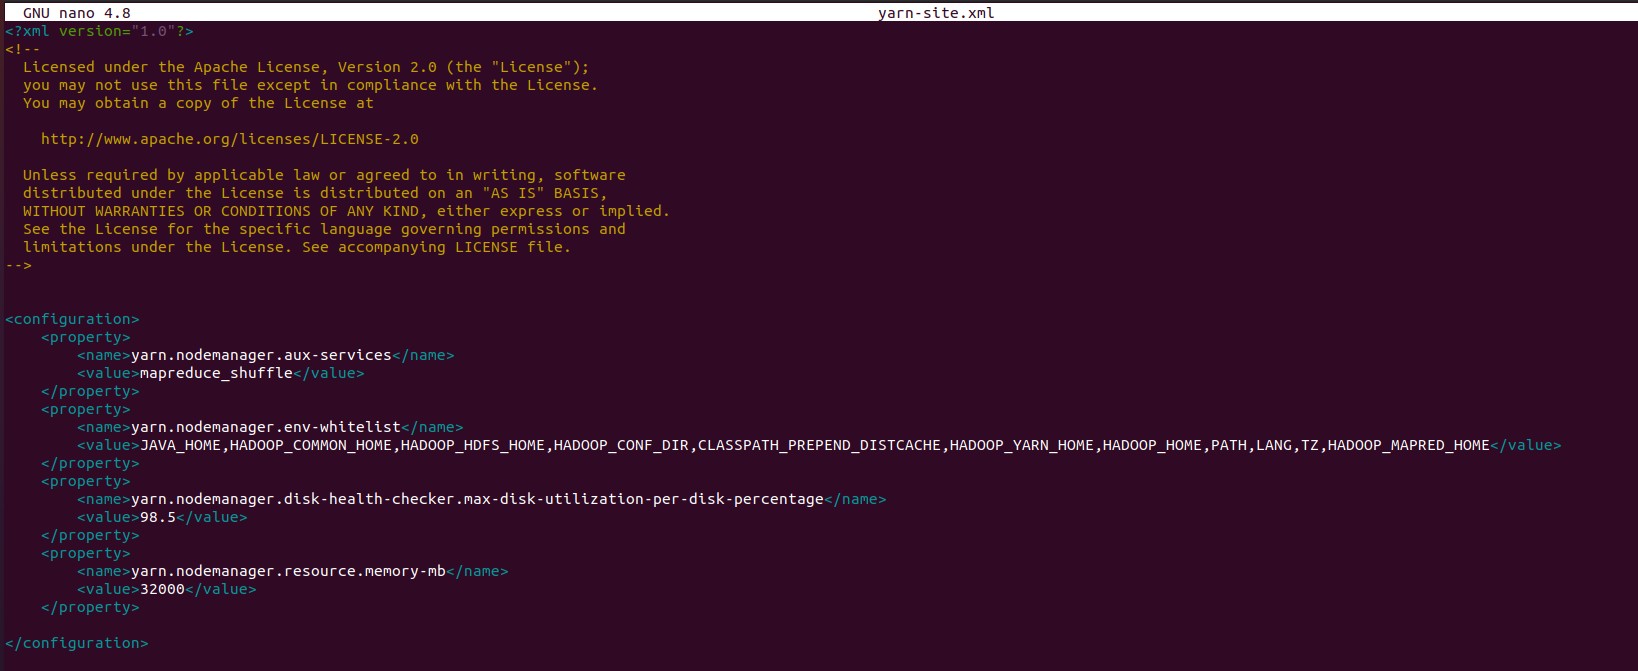 GNU nano 4.8 yarn-site.xml
<?xml version="1.0"?>
<!--
  Licensed under the Apache License, Version 2.0 (the "License");
  you may not use this file except in compliance with the License.
  You may obtain a copy of the License at

    http://www.apache.org/licenses/LICENSE-2.0

  Unless required by applicable law or agreed to in writing, software
  distributed under the License is distributed on an "AS IS" BASIS,
  WITHOUT WARRANTIES OR CONDITIONS OF ANY KIND, either express or implied.
  See the License for the specific language governing permissions and
  limitations under the License. See accompanying LICENSE file.
-->

<configuration>
    <property>
        <name>yarn.nodemanager.aux-services</name>
        <value>mapreduce_shuffle</value>
    </property>
    <property>
        <name>yarn.nodemanager.env-whitelist</name>
        <value>JAVA_HOME,HADOOP_COMMON_HOME,HADOOP_HDFS_HOME,HADOOP_CONF_DIR,CLASSPATH_PREPEND_DISTCACHE,HADOOP_YARN_HOME,HADOOP_HOME,PATH,LANG,TZ,HADOOP_MAPRED_HOME</value>
    </property>
    <property>
        <name>yarn.nodemanager.disk-health-checker.max-disk-utilization-per-disk-percentage</name>
        <value>98.5</value>
    </property>
    <property>
        <name>yarn.nodemanager.resource.memory-mb</name>
        <value>32000</value>
    </property>

</configuration>